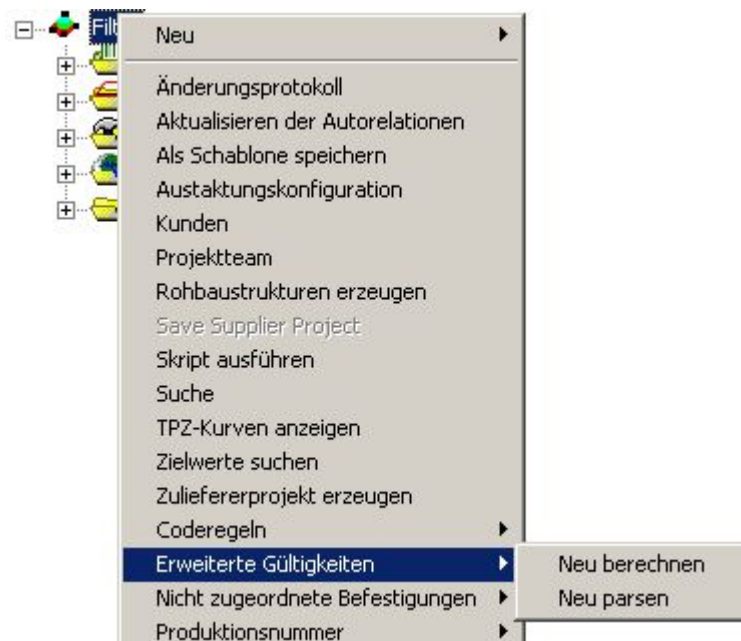 Neu
Änderungsprotokoll
Aktualisieren der Autorelationen
Als Schablone speichern
Austaktungskonfiguration
Kunden
Projektteam
Rohbaustrukturen erzeugen
Save Supplier Project
Skript ausführen
Suche
TPZ-Kurven anzeigen
Zielwerte suchen
Zuliefererprojekt erzeugen
Coderegeln
Erweiterte Gültigkeiten
Neu berechnen
Nicht zugeordnete Befestigungen
Neu parsen
Produktionsnummer